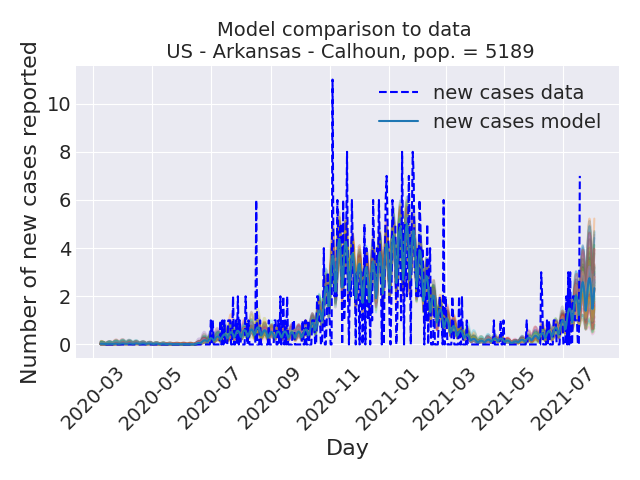 Model comparison to data
US - Arkansas - Calhoun, pop. = 5189
new cases data
new cases model
Number of new cases reported
10
8
6
4
2
0
2020-03
2020-05
2020-07
2020-09
2020-11
2021-01
2021-03
2021-05
2021-07
Day